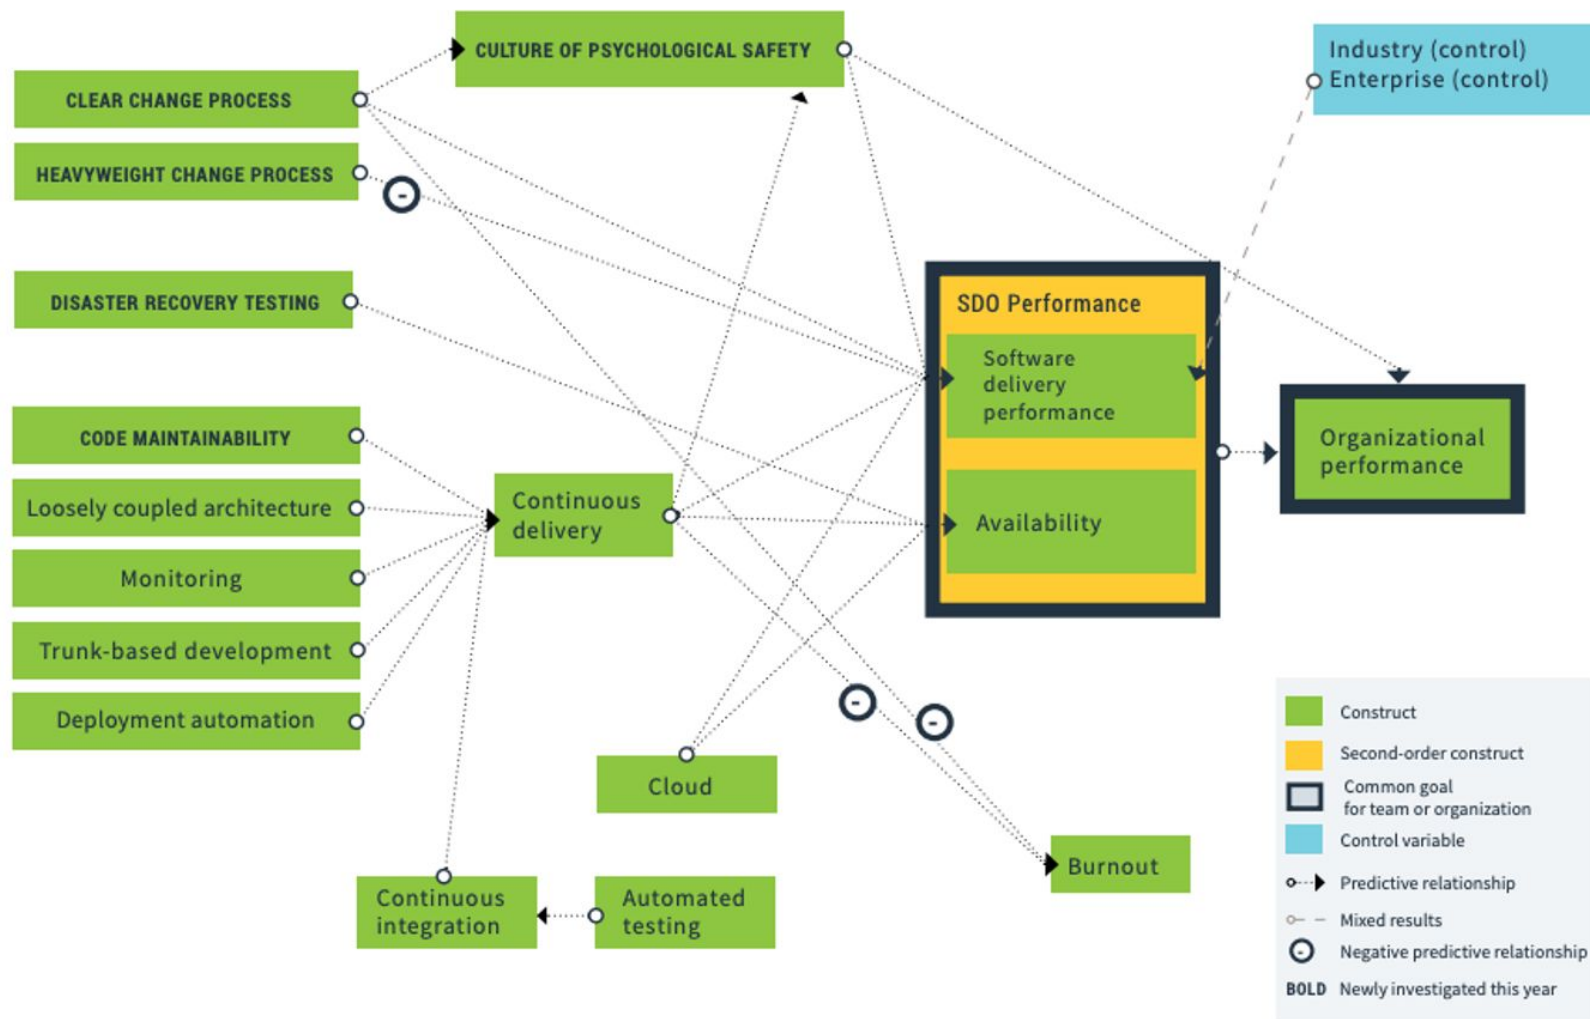 CULTURE OF PSYCHOLOGICAL SAFETY
Industry (control)
Enterprise (control)
CLEAR CHANGE PROCESS
HEAVYWEIGHT CHANGE PROCESS
-
DISASTER RECOVERY TESTING
SDO Performance
Software
delivery
performance
CODE MAINTAINABILITY
Organizational
performance
Loosely coupled architecture
Continuous
delivery
Availability
Monitoring
Trunk-based development
Deployment automation
-
-
Cloud
Burnout
Continuous
integration
Automated
testing
Construct
Second-order construct
Common goal
for team or organization
Control variable
Predictive relationship
Mixed results
- Negative predictive relationship
BOLD Newly investigated this year